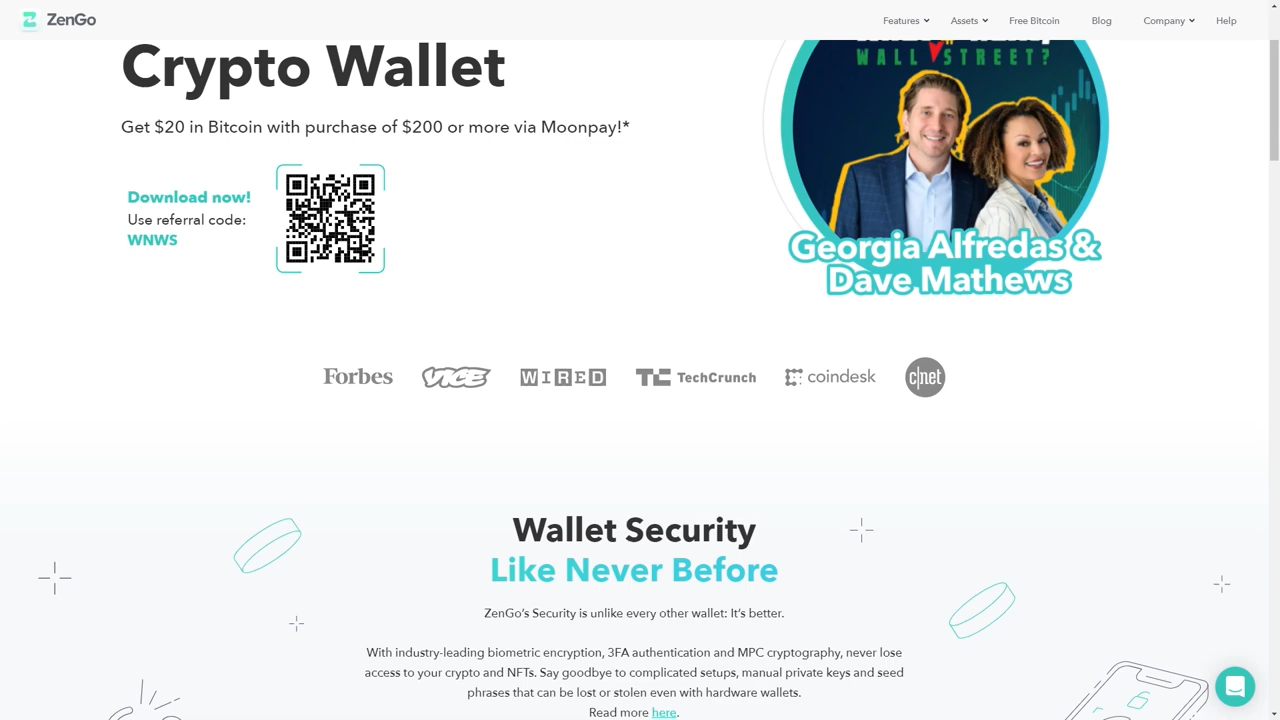 ZenGo
Features
Assets
Free Bitcoin
Blog
Company
Help
Crypto Wallet
Get $20 in Bitcoin with purchase of $200 or more via Moonpay!*
Download now!
Use referral code:
WNWS
WALL STREET?
Georgia Alfredas &
Dave Mathews
Forbes
VICE
WIRED
TechCrunch
coindesk
c|net
Wallet Security
Like Never Before
ZenGo's Security is unlike every other wallet: It's better.
With industry-leading biometric encryption, 3FA authentication and MPC cryptography, never lose
access to your crypto and NFTs. Say goodbye to complicated setups, manual private keys and seed
phrases that can be lost or stolen even with hardware wallets.
Read more here.